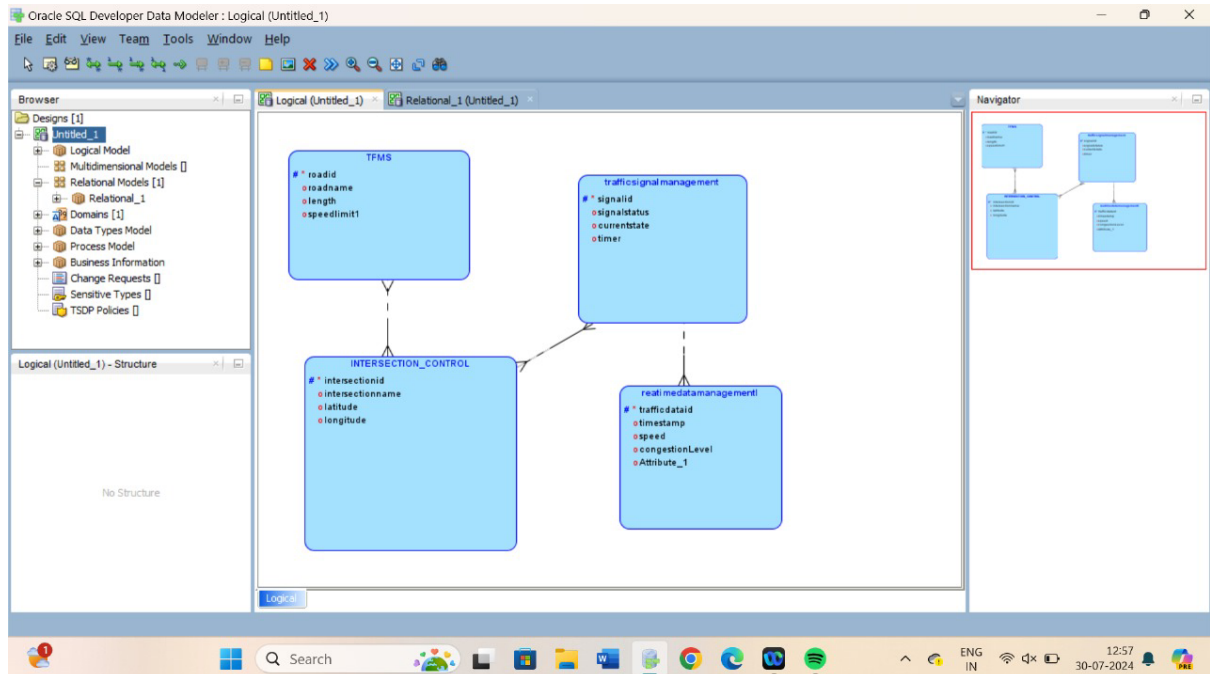 Oracle SQL Developer Data Modeler : Logical (Untitled_1)
File Edit View Team Tools Window Help
Browser
Designs [1]
Untitled_1
Logical Model
Multidimensional Models []
Relational Models [1]
Relational_1
Domains [1]
Data Types Model
Process Model
Business Information
Change Requests []
Sensitive Types []
TSDP Policies []
Logical (Untitled_1) - Structure
No Structure
Logical (Untitled_1) Relational_1 (Untitled_1)
TFMS
# * roadid
o roadname
o length
o speedlimit1
trafficsignalmanagement
# * signalid
o signalstatus
o currentstate
o timer
INTERSECTION_CONTROL
# * intersectionid
o intersectionname
o latitude
o longitude
reatimedatamanagementl
# * trafficdataid
o timestamp
o speed
o congestionLevel
o Attribute_1
Logical
Navigator
1
Search
ENG
IN
12:57
30-07-2024
PRE